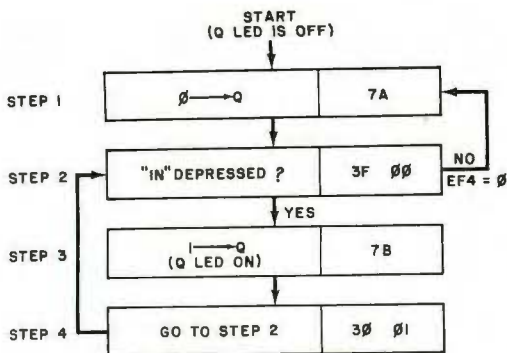 START
(Q LED IS OFF)
STEP 1
Ø → Q
7A
STEP 2
"IN" DEPRESSED ?
3F ØØ
NO
EF4 = Ø
YES
STEP 3
1 → Q
(Q LED ON)
7B
STEP 4
GO TO STEP 2
3Ø Ø1